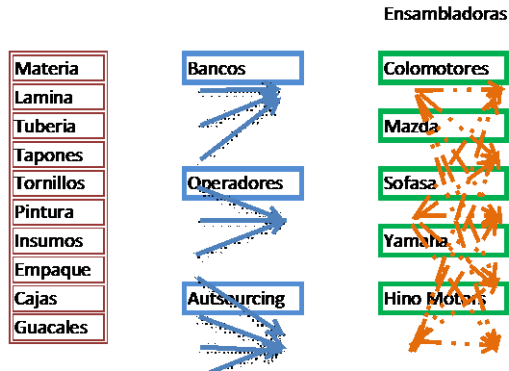 Ensambladoras
Materia
Lamina
Tuberia
Tapones
Tornillos
Pintura
Insumos
Empaque
Cajas
Guacales
Bancos
Operadores
Autsourcing
Colomotores
Mazda
Sofasa
Yamaha
Hino Motors